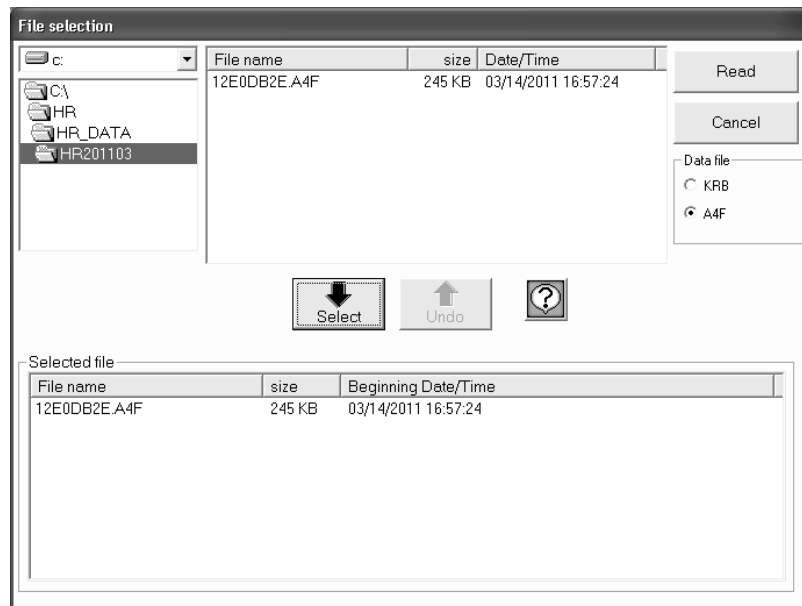 File selection
c:
C:\
HR
HR_DATA
HR201103
File name size Date/Time
12E0DB2E.A4F 245 KB 03/14/2011 16:57:24
Read
Cancel
Data file
KRB
A4F
Select
Undo
?
Selected file
File name size Beginning Date/Time
12E0DB2E.A4F 245 KB 03/14/2011 16:57:24